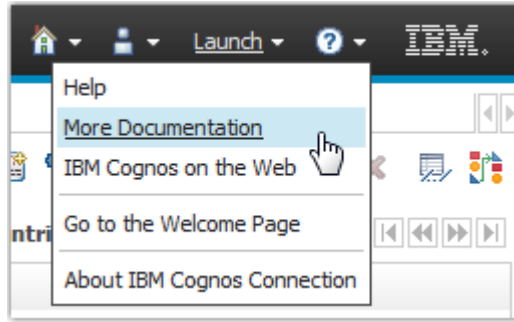 Launch ? IBM.
Help
More Documentation
IBM Cognos on the Web
ntri Go to the Welcome Page
About IBM Cognos Connection